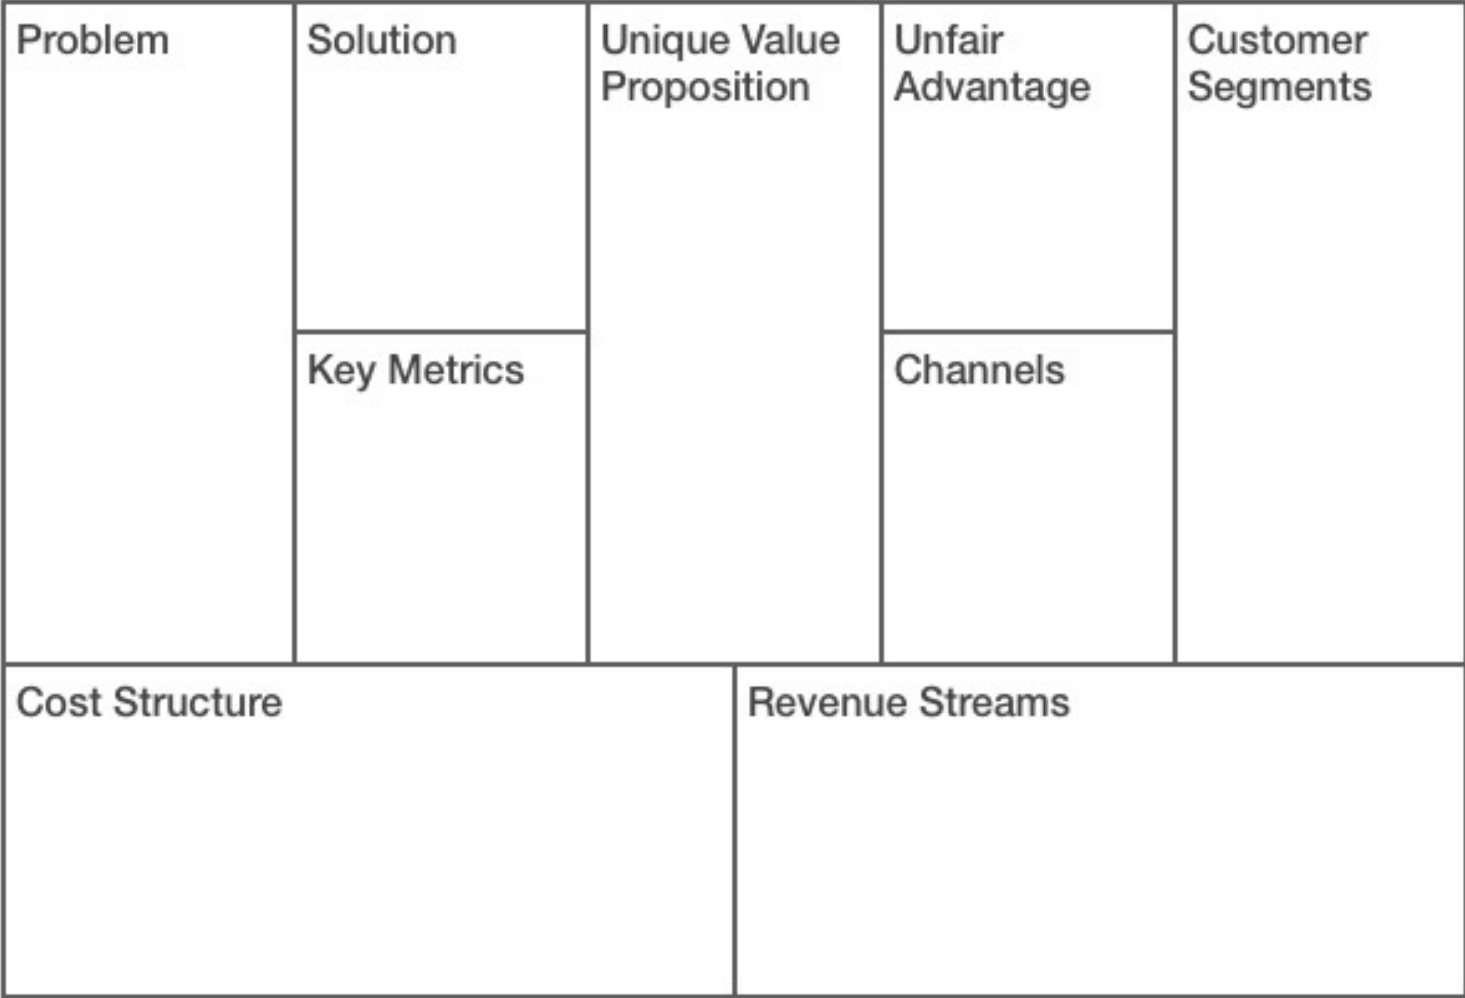 Problem
Solution
Unique Value
Proposition
Unfair
Advantage
Customer
Segments
Key Metrics
Channels
Cost Structure
Revenue Streams